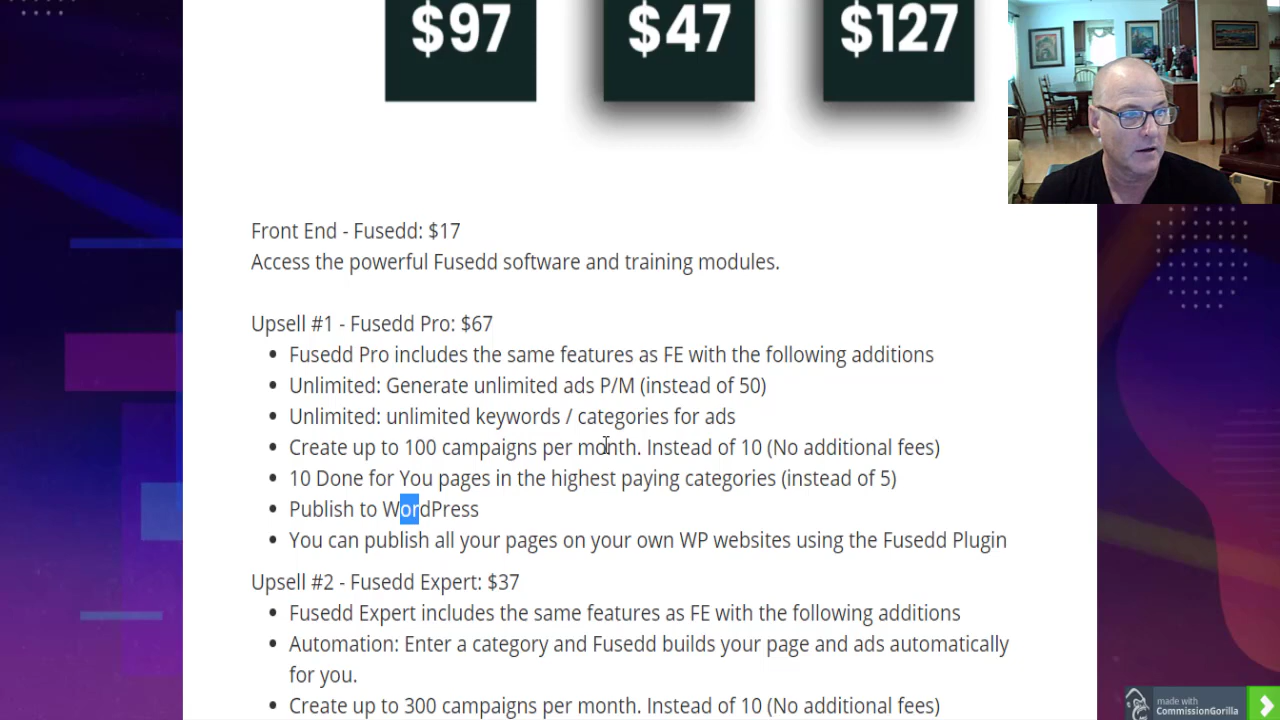 $97 $47 $127
Front End - Fusedd: $17
Access the powerful Fusedd software and training modules.
Upsell #1 - Fusedd Pro: $67
• Fusedd Pro includes the same features as FE with the following additions
• Unlimited: Generate unlimited ads P/M (instead of 50)
• Unlimited: unlimited keywords / categories for ads
• Create up to 100 campaigns per month. Instead of 10 (No additional fees)
• 10 Done for You pages in the highest paying categories (instead of 5)
• Publish to WordPress
• You can publish all your pages on your own WP websites using the Fusedd Plugin
Upsell #2 - Fusedd Expert: $37
• Fusedd Expert includes the same features as FE with the following additions
• Automation: Enter a category and Fusedd builds your page and ads automatically
for you.
• Create up to 300 campaigns per month. Instead of 10 (No additional fees)
made with
CommissionGorilla